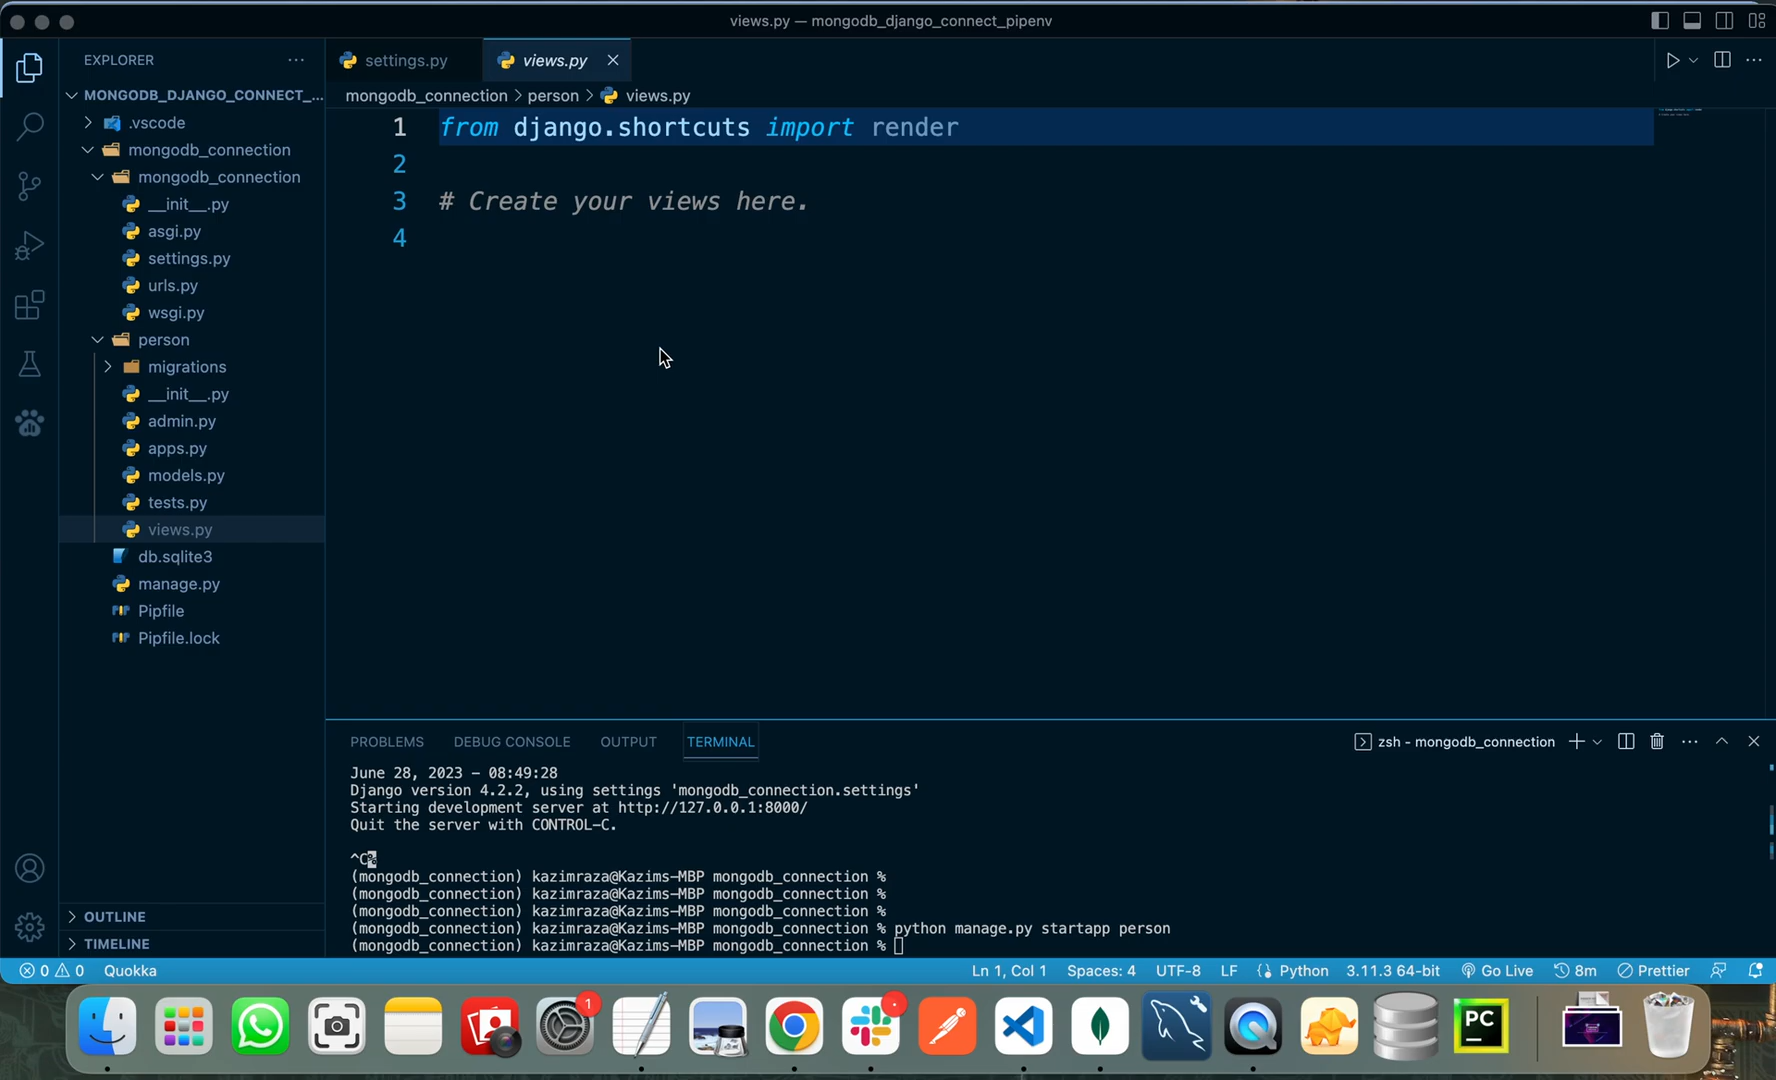 views.py — mongodb_django_connect_pipenv
EXPLORER
MONGODB_DJANGO_CONNECT_...
.vscode
mongodb_connection
mongodb_connection
__init__.py
asgi.py
settings.py
urls.py
wsgi.py
person
migrations
__init__.py
admin.py
apps.py
models.py
tests.py
views.py
db.sqlite3
manage.py
Pipfile
Pipfile.lock
OUTLINE
TIMELINE
settings.py
views.py
mongodb_connection > person > views.py
1 from django.shortcuts import render
2
3 # Create your views here.
4
PROBLEMS DEBUG CONSOLE OUTPUT TERMINAL
zsh - mongodb_connection
June 28, 2023 - 08:49:28
Django version 4.2.2, using settings 'mongodb_connection.settings'
Starting development server at http://127.0.0.1:8000/
Quit the server with CONTROL-C.
^C%
(mongodb_connection) kazimraza@Kazims-MBP mongodb_connection %
(mongodb_connection) kazimraza@Kazims-MBP mongodb_connection %
(mongodb_connection) kazimraza@Kazims-MBP mongodb_connection %
(mongodb_connection) kazimraza@Kazims-MBP mongodb_connection % python manage.py startapp person
(mongodb_connection) kazimraza@Kazims-MBP mongodb_connection %
0 0 Quokka Ln 1, Col 1 Spaces: 4 UTF-8 LF Python 3.11.3 64-bit Go Live 8m Prettier
1
PC